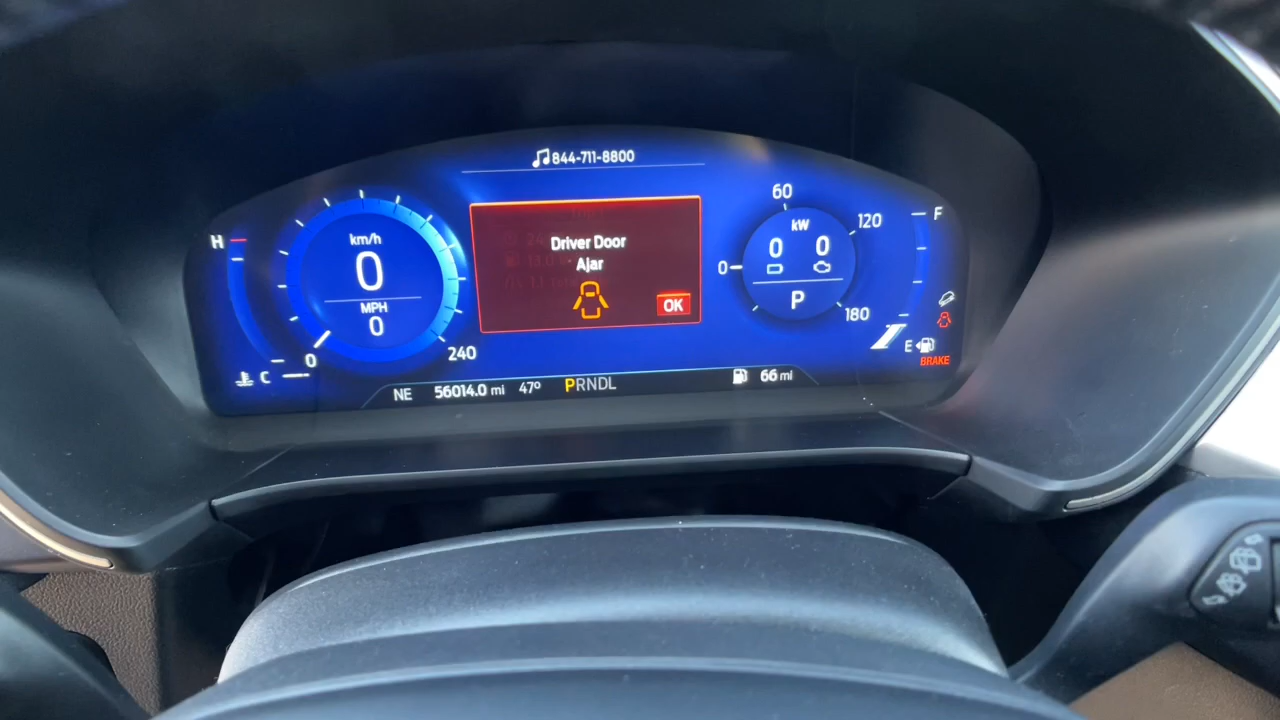 844-711-8800
H
km/h
0
MPH
0
0
240
C
Driver Door
Ajar
OK
60
kW
0 0
120
0
P
180
F
E
BRAKE
NE 56014.0 mi 47° PRNDL 66 mi